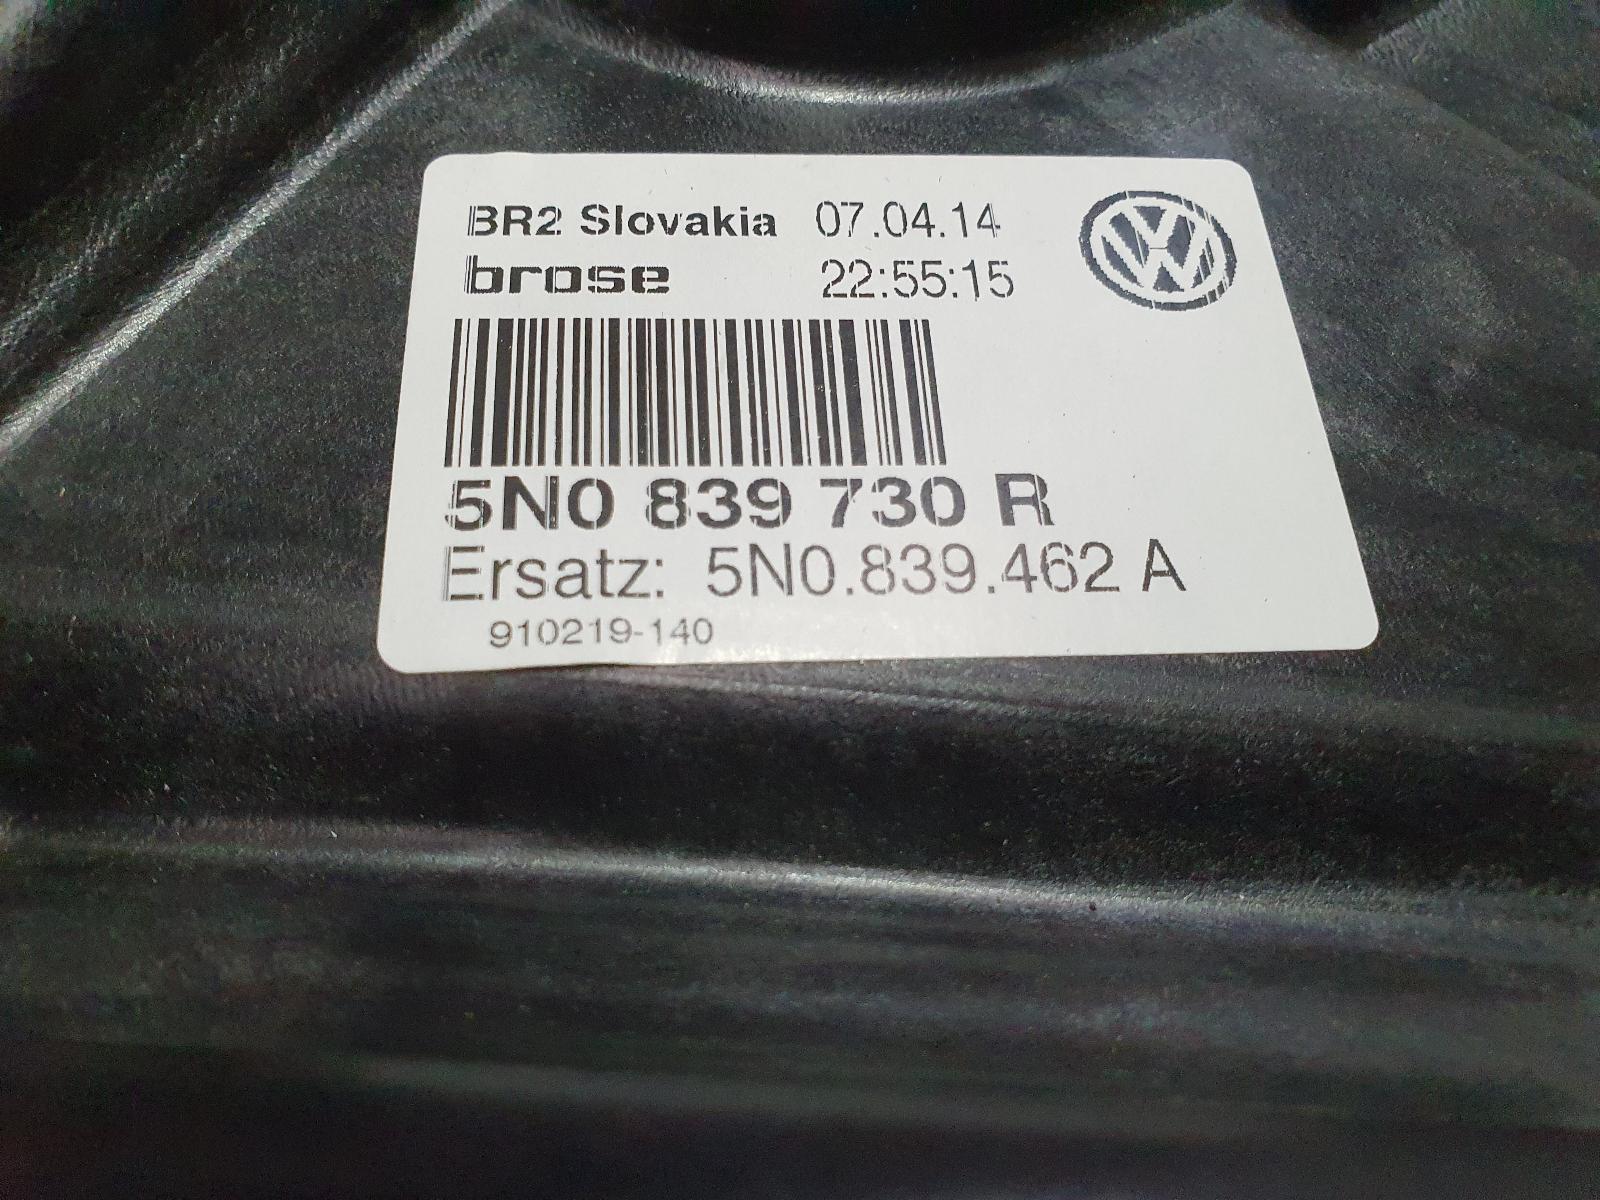 BR2 Slovakia 07.04.14
brose 22:55:15
5N0 839 730 R
Ersatz: 5N0.839.462 A
910219-140